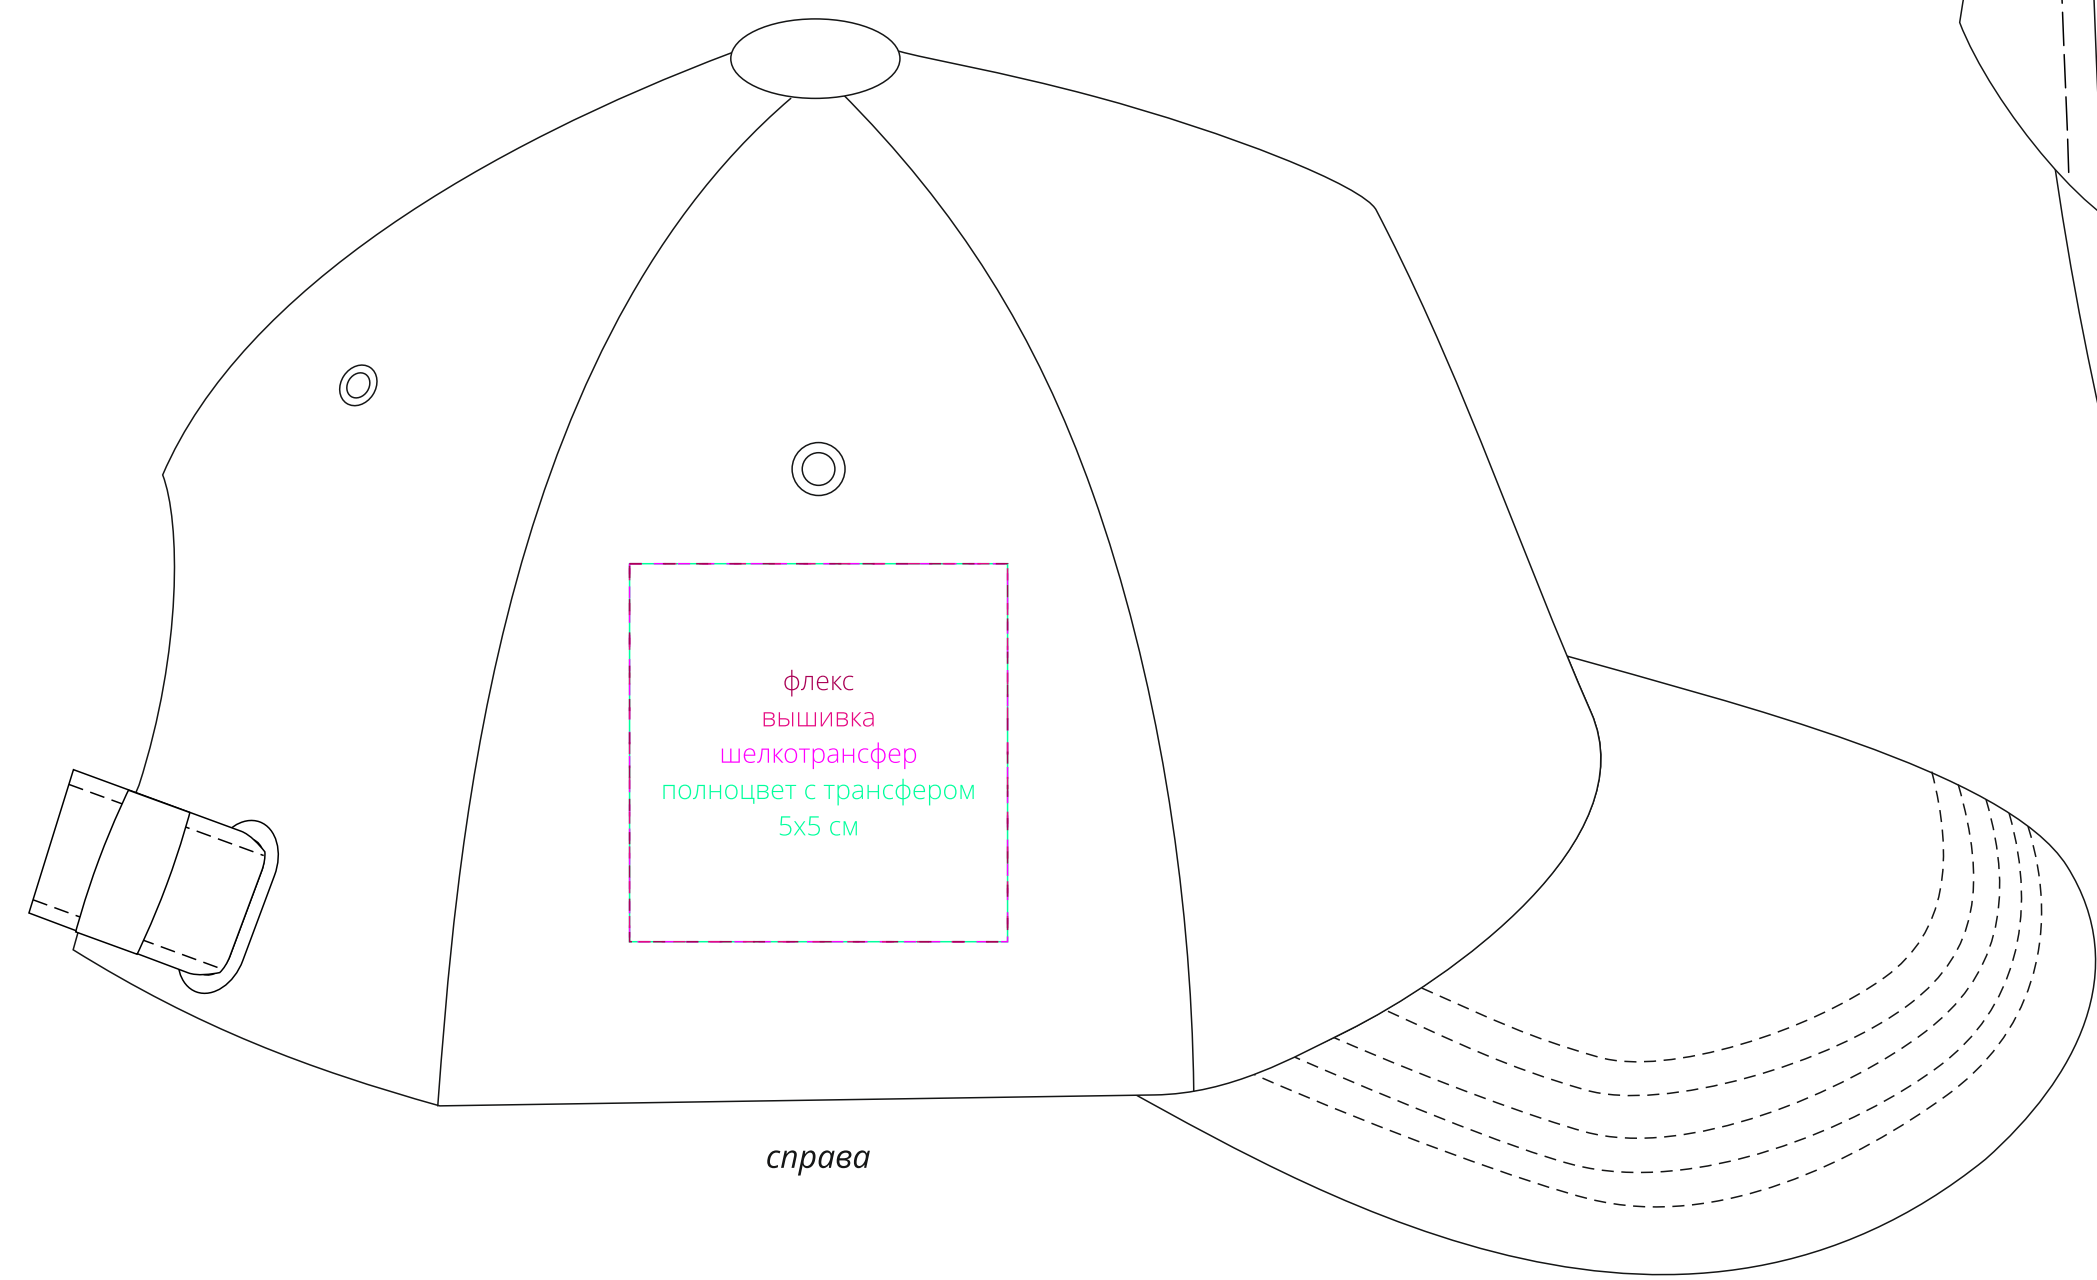 флекс
вышивка
шелкотрансфер
полноцвет с трансфером
5х5 см
справа